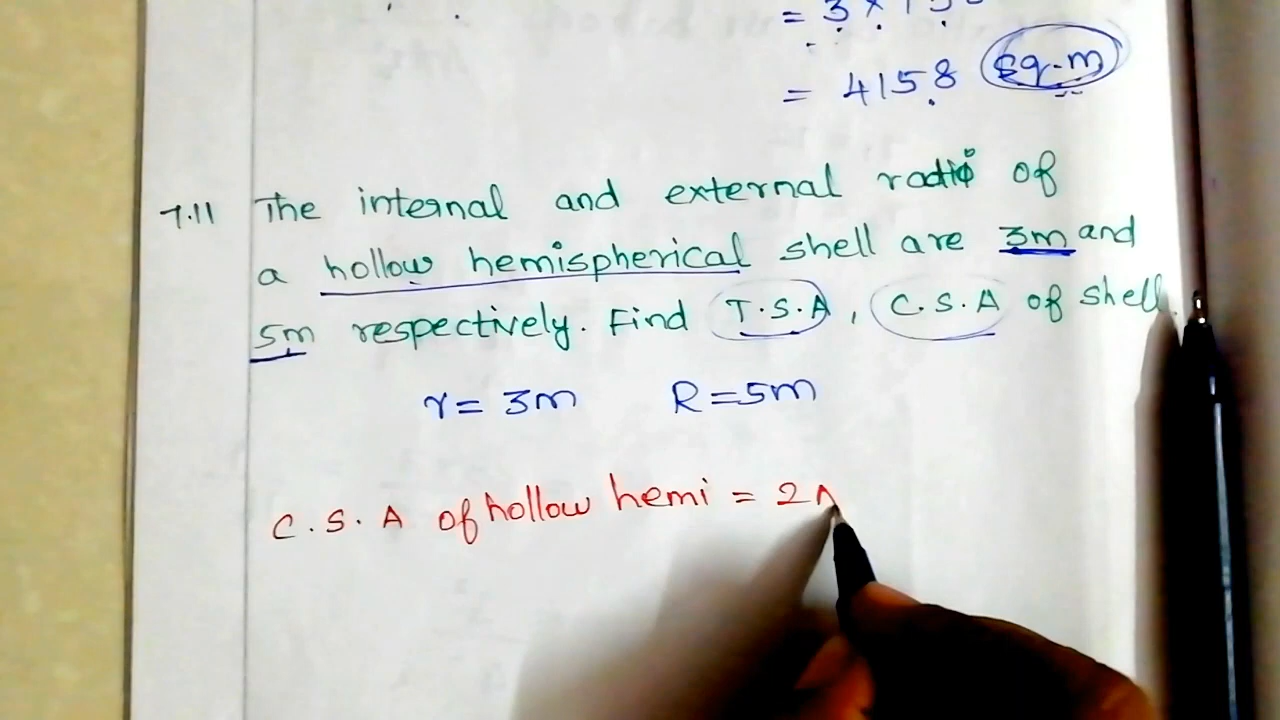 = 3 ×
= 4158 sq.m
7.11 The internal and external radii of
a hollow hemispherical shell are 3m and
5m respectively. Find T.S.A, C.S.A of shell.
r = 3m R = 5m
C.S.A of hollow hemi = 2